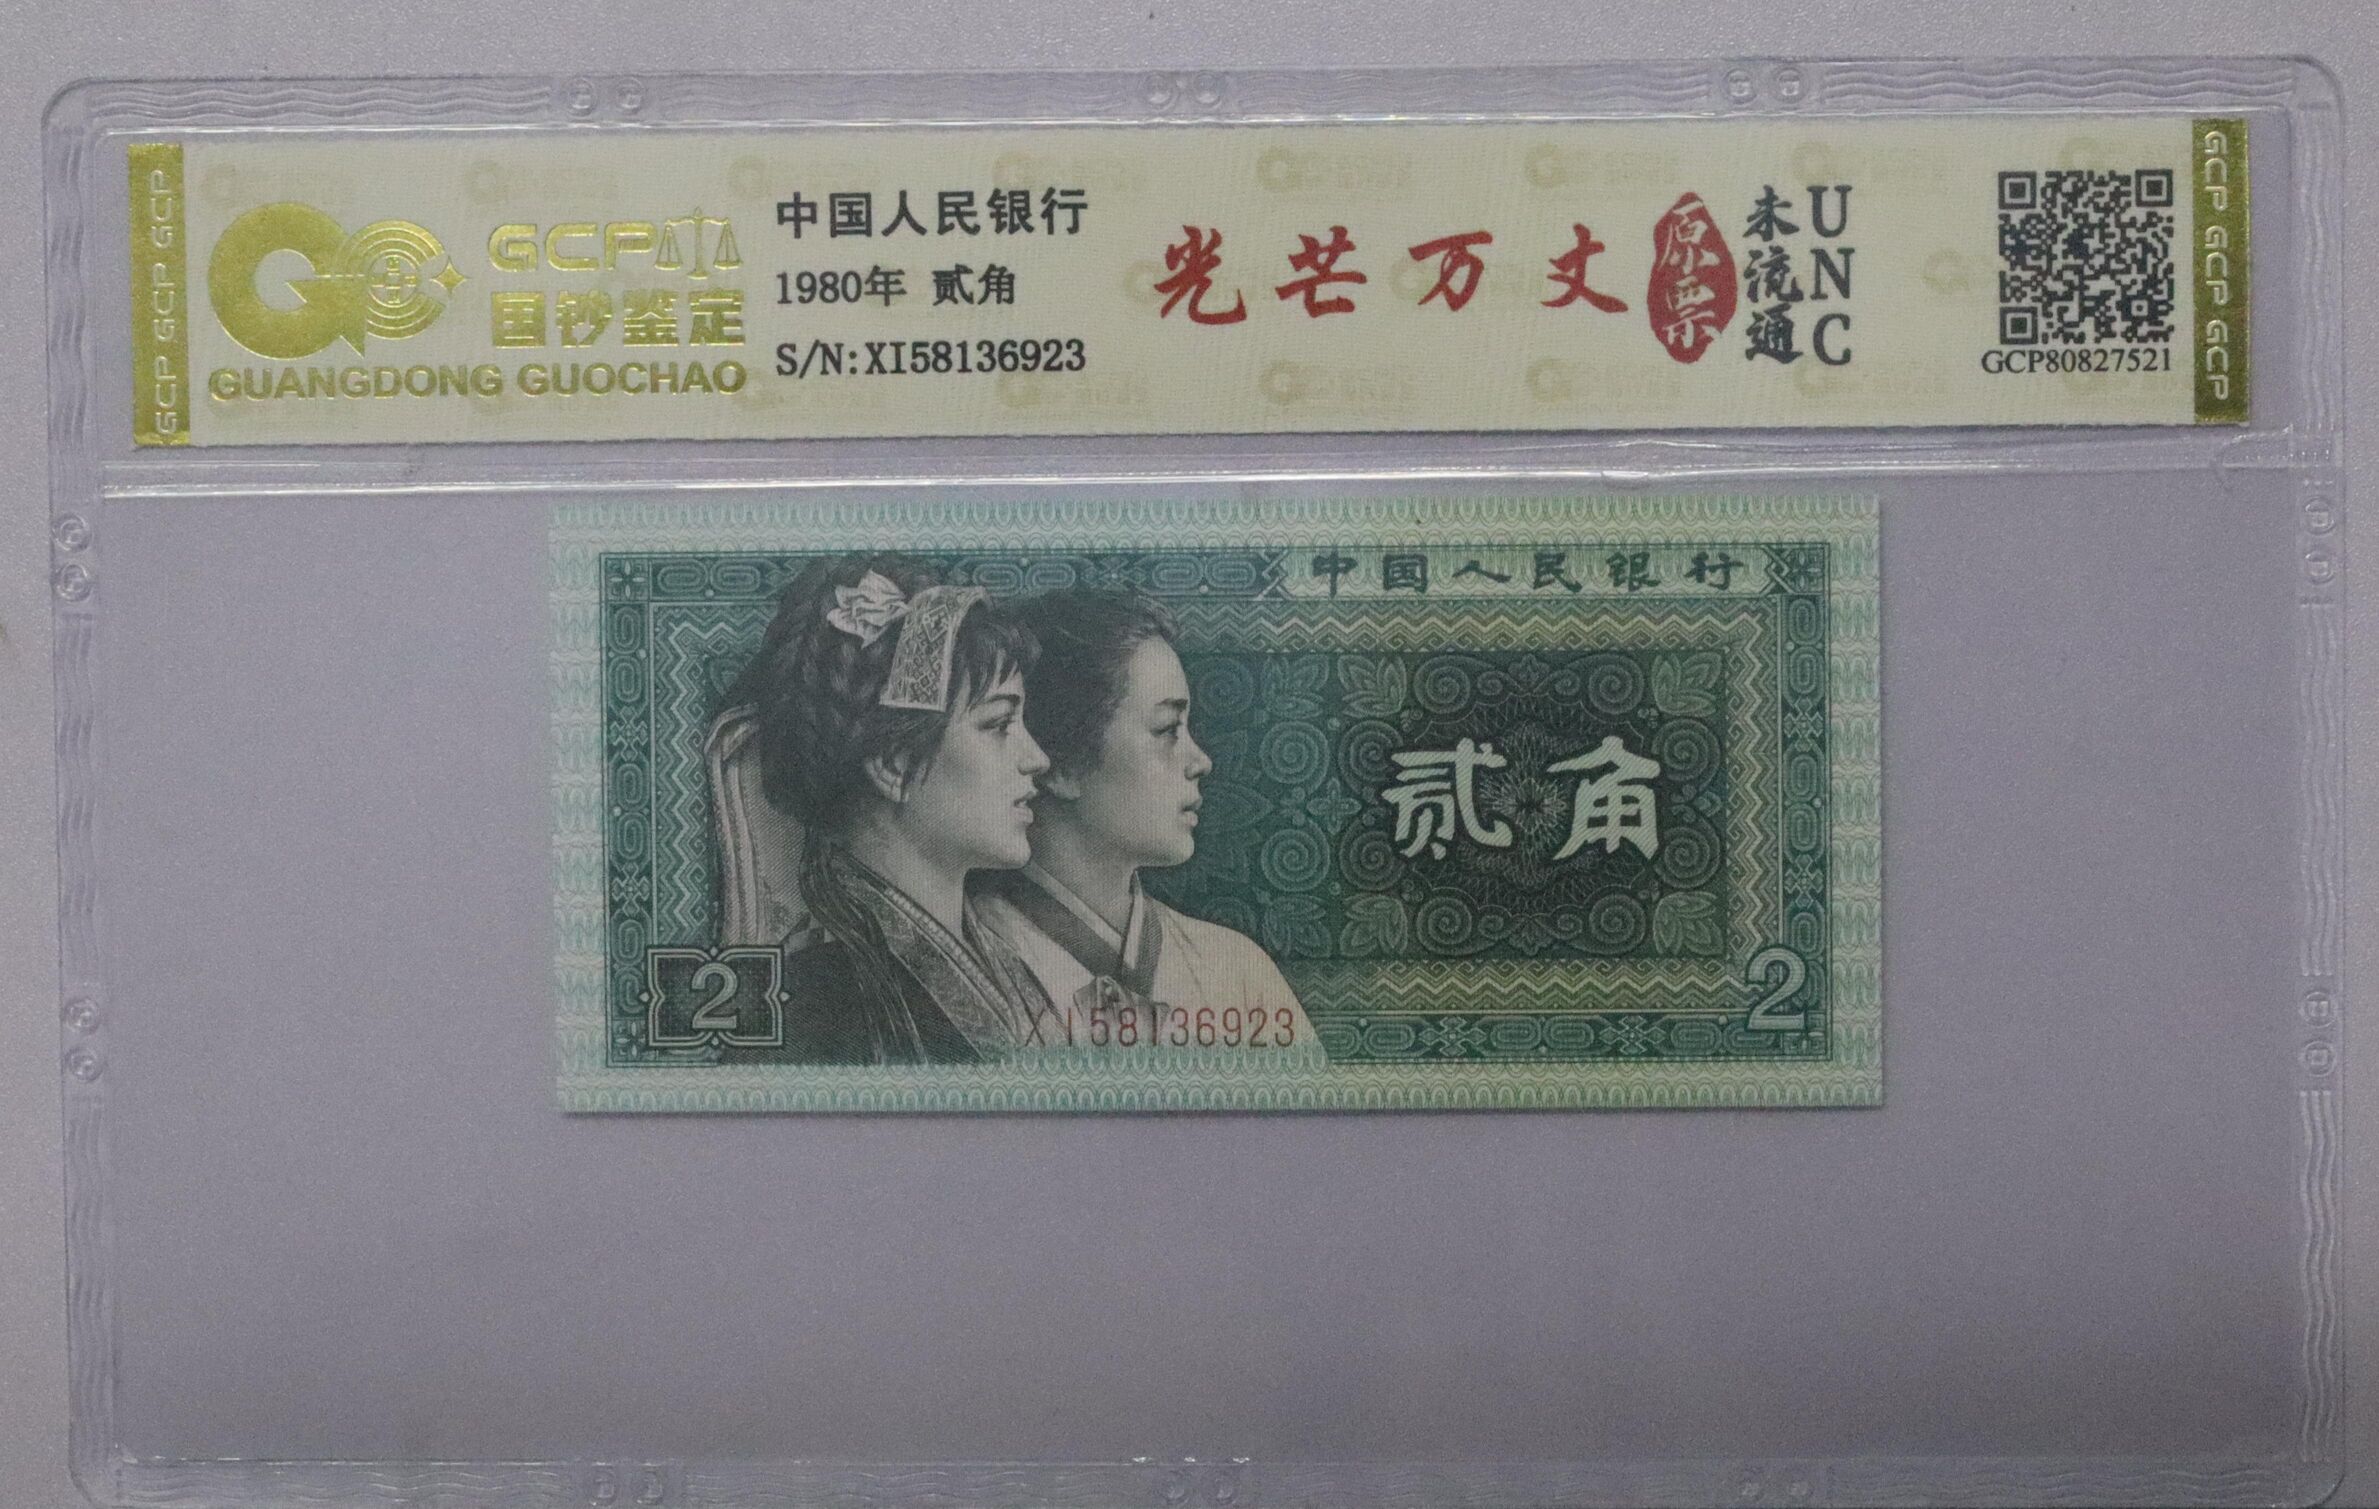 GCP GCP GCP
GCP
国钞鉴定
GUANGDONG GUOCHAO
中国人民银行
1980年 贰角
S/N:XI58136923
光芒万丈
原票
未流通
UNC
GCP80827521
GCP GCP GCP
中国人民银行
贰角
2
XI58136923
2